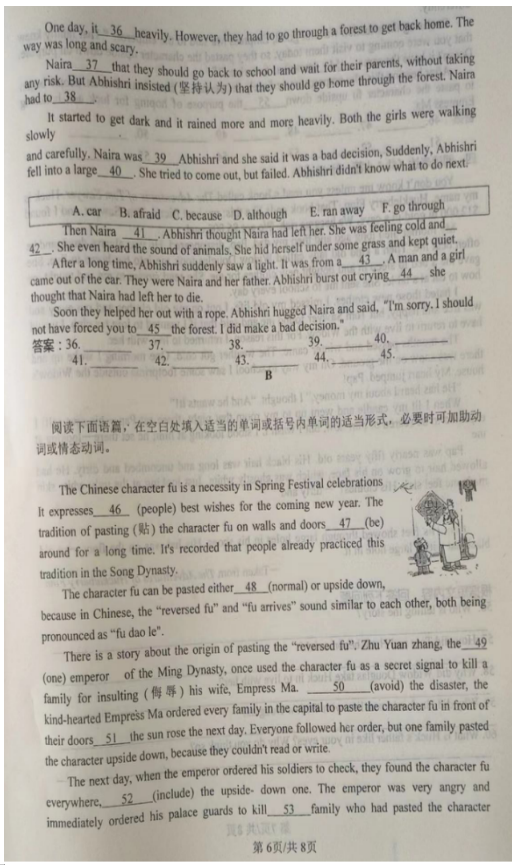 One day, it 36 heavily. However, they had to go through a forest to get back home. The
way was long and scary.
Naira 37 that they should go back to school and wait for their parents, without taking
any risk. But Abhishri insisted (坚持认为) that they should go home through the forest. Naira
had to 38 .
It started to get dark and it rained more and more heavily. Both the girls were walking
slowly
and carefully. Naira was 39 Abhishri and she said it was a bad decision, Suddenly, Abhishri
fell into a large 40 . She tried to come out, but failed. Abhishri didn't know what to do next.
A. car B. afraid C. because D. although E. ran away F. go through
Then Naira 41 . Abhishri thought Naira had left her. She was feeling cold and
42 . She even heard the sound of animals. She hid herself under some grass and kept quiet.
After a long time, Abhishri suddenly saw a light. It was from a 43 . A man and a girl
came out of the car. They were Naira and her father. Abhishri burst out crying 44 she
thought that Naira had left her to die.
Soon they helped her out with a rope. Abhishri hugged Naira and said, "I'm sorry. I should
not have forced you to 45 the forest. I did make a bad decision."
答案：36. 37. 38. 39. 40.
41. 42. 43. 44. 45.
B
阅读下面语篇，在空白处填入适当的单词或括号内单词的适当形式，必要时可加助动
词或情态动词。
The Chinese character fu is a necessity in Spring Festival celebrations
It expresses 46 (people) best wishes for the coming new year. The
tradition of pasting (贴) the character fu on walls and doors 47 (be)
around for a long time. It's recorded that people already practiced this
tradition in the Song Dynasty.
The character fu can be pasted either 48 (normal) or upside down,
because in Chinese, the "reversed fu" and "fu arrives" sound similar to each other, both being
pronounced as "fu dao le".
There is a story about the origin of pasting the "reversed fu". Zhu Yuan zhang, the 49
(one) emperor of the Ming Dynasty, once used the character fu as a secret signal to kill a
family for insulting (侮辱) his wife, Empress Ma. 50 (avoid) the disaster, the
kind-hearted Empress Ma ordered every family in the capital to paste the character fu in front of
their doors 51 the sun rose the next day. Everyone followed her order, but one family pasted
the character upside down, because they couldn't read or write.
The next day, when the emperor ordered his soldiers to check, they found the character fu
everywhere, 52 (include) the upside- down one. The emperor was very angry and
immediately ordered his palace guards to kill 53 family who had pasted the character
第6页/共8页